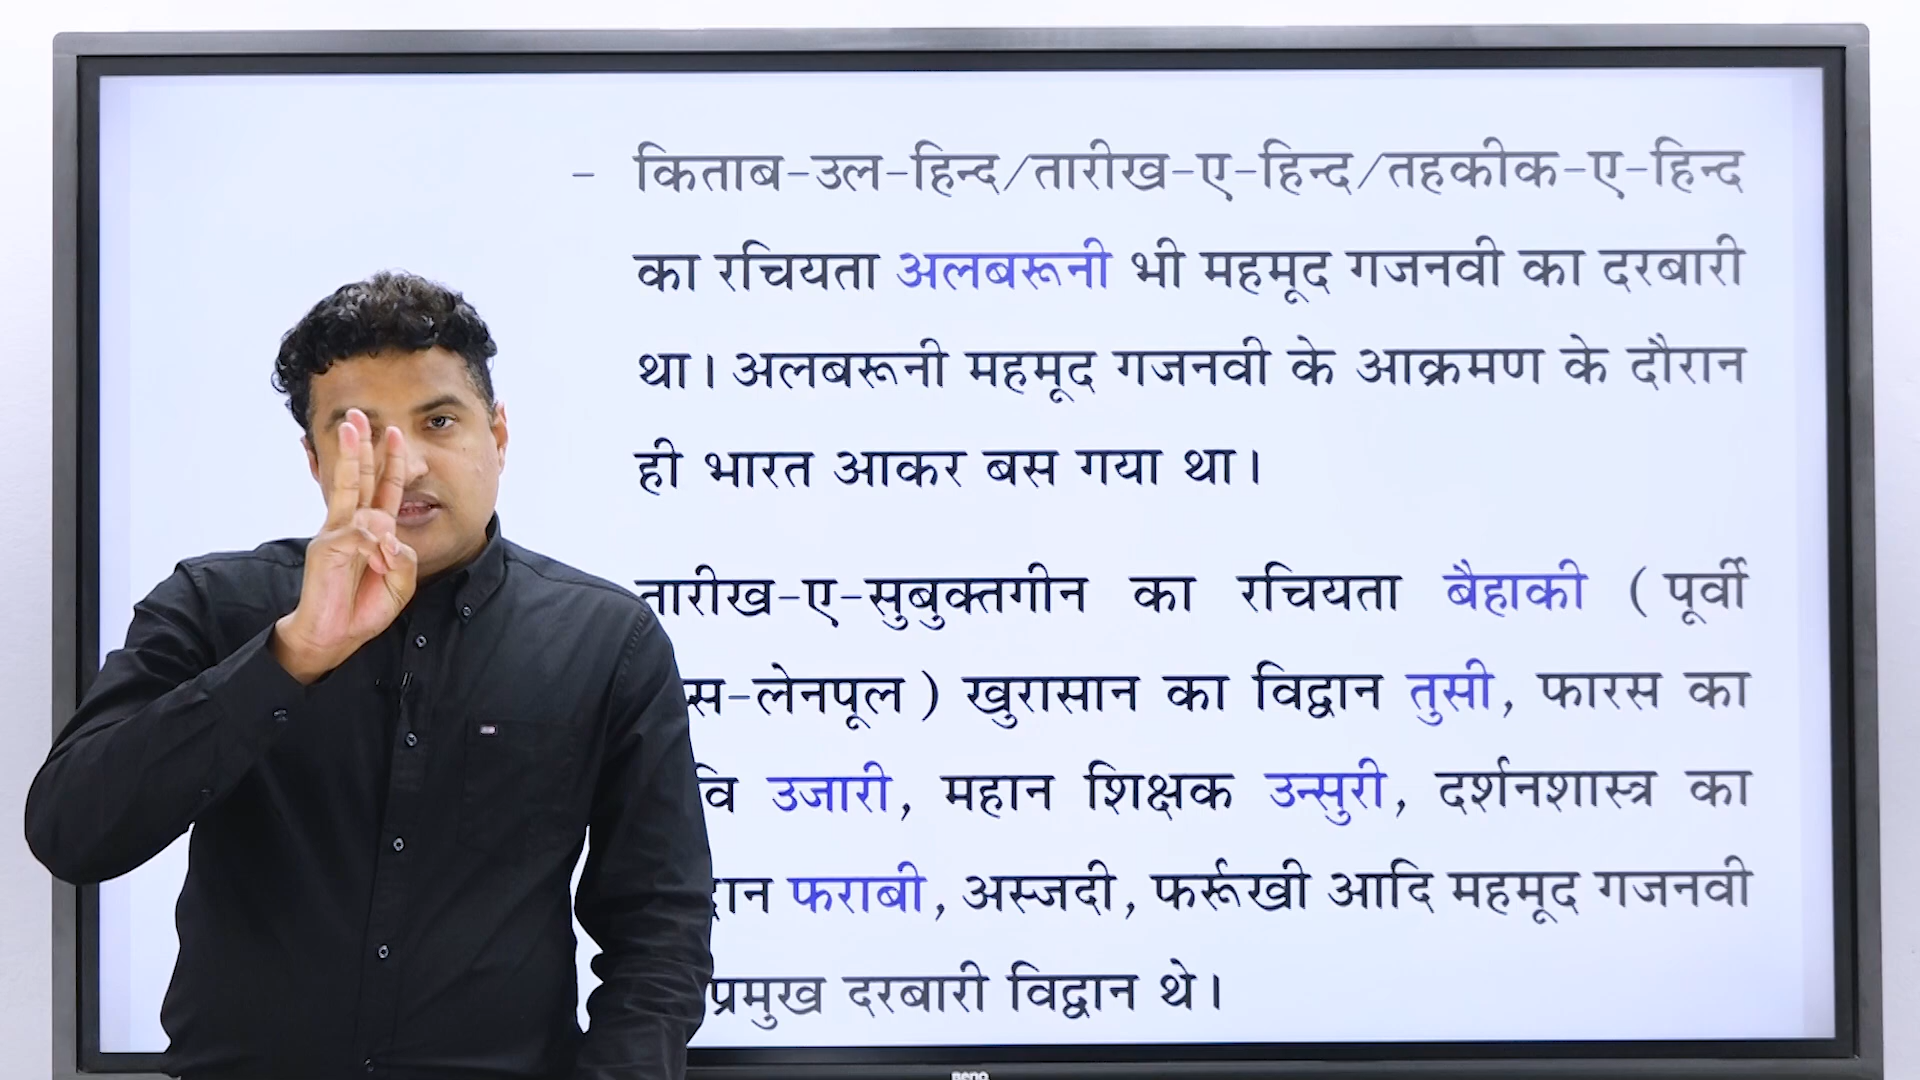 - किताब-उल-हिन्द/तारीख-ए-हिन्द/तहकीक-ए-हिन्द
का रचियता अलबरूनी भी महमूद गजनवी का दरबारी
था। अलबरूनी महमूद गजनवी के आक्रमण के दौरान
ही भारत आकर बस गया था।
तारीख-ए-सुबुक्तगीन का रचियता बैहाकी ( पूर्वी
-लेनपूल ) खुरासान का विद्वान तुसी, फारस का
उजारी, महान शिक्षक उन्सुरी, दर्शनशास्त्र का
फराबी, अस्जदी, फर्रूखी आदि महमूद गजनवी
प्रमुख दरबारी विद्वान थे।